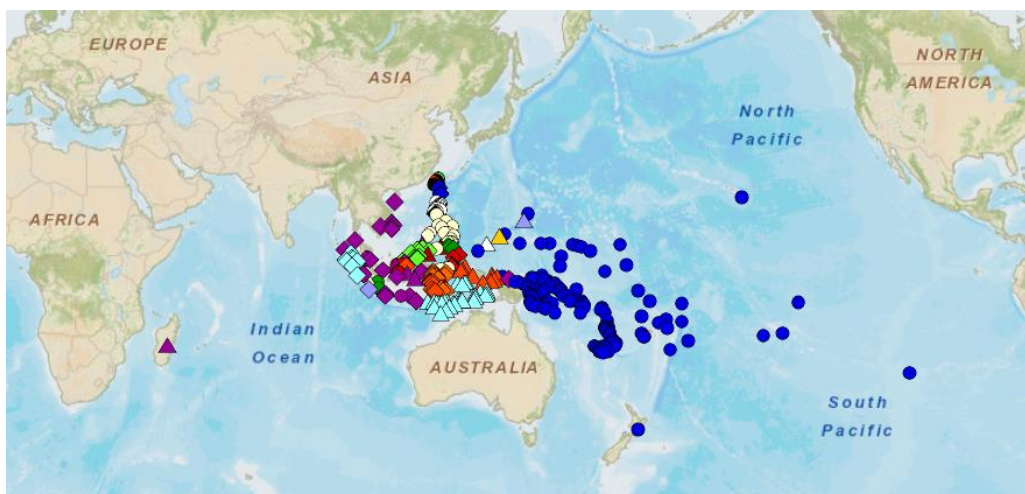 EUROPE
ASIA
NORTH
AMERICA
North
Pacific
AFRICA
Indian
Ocean
AUSTRALIA
South
Pacific